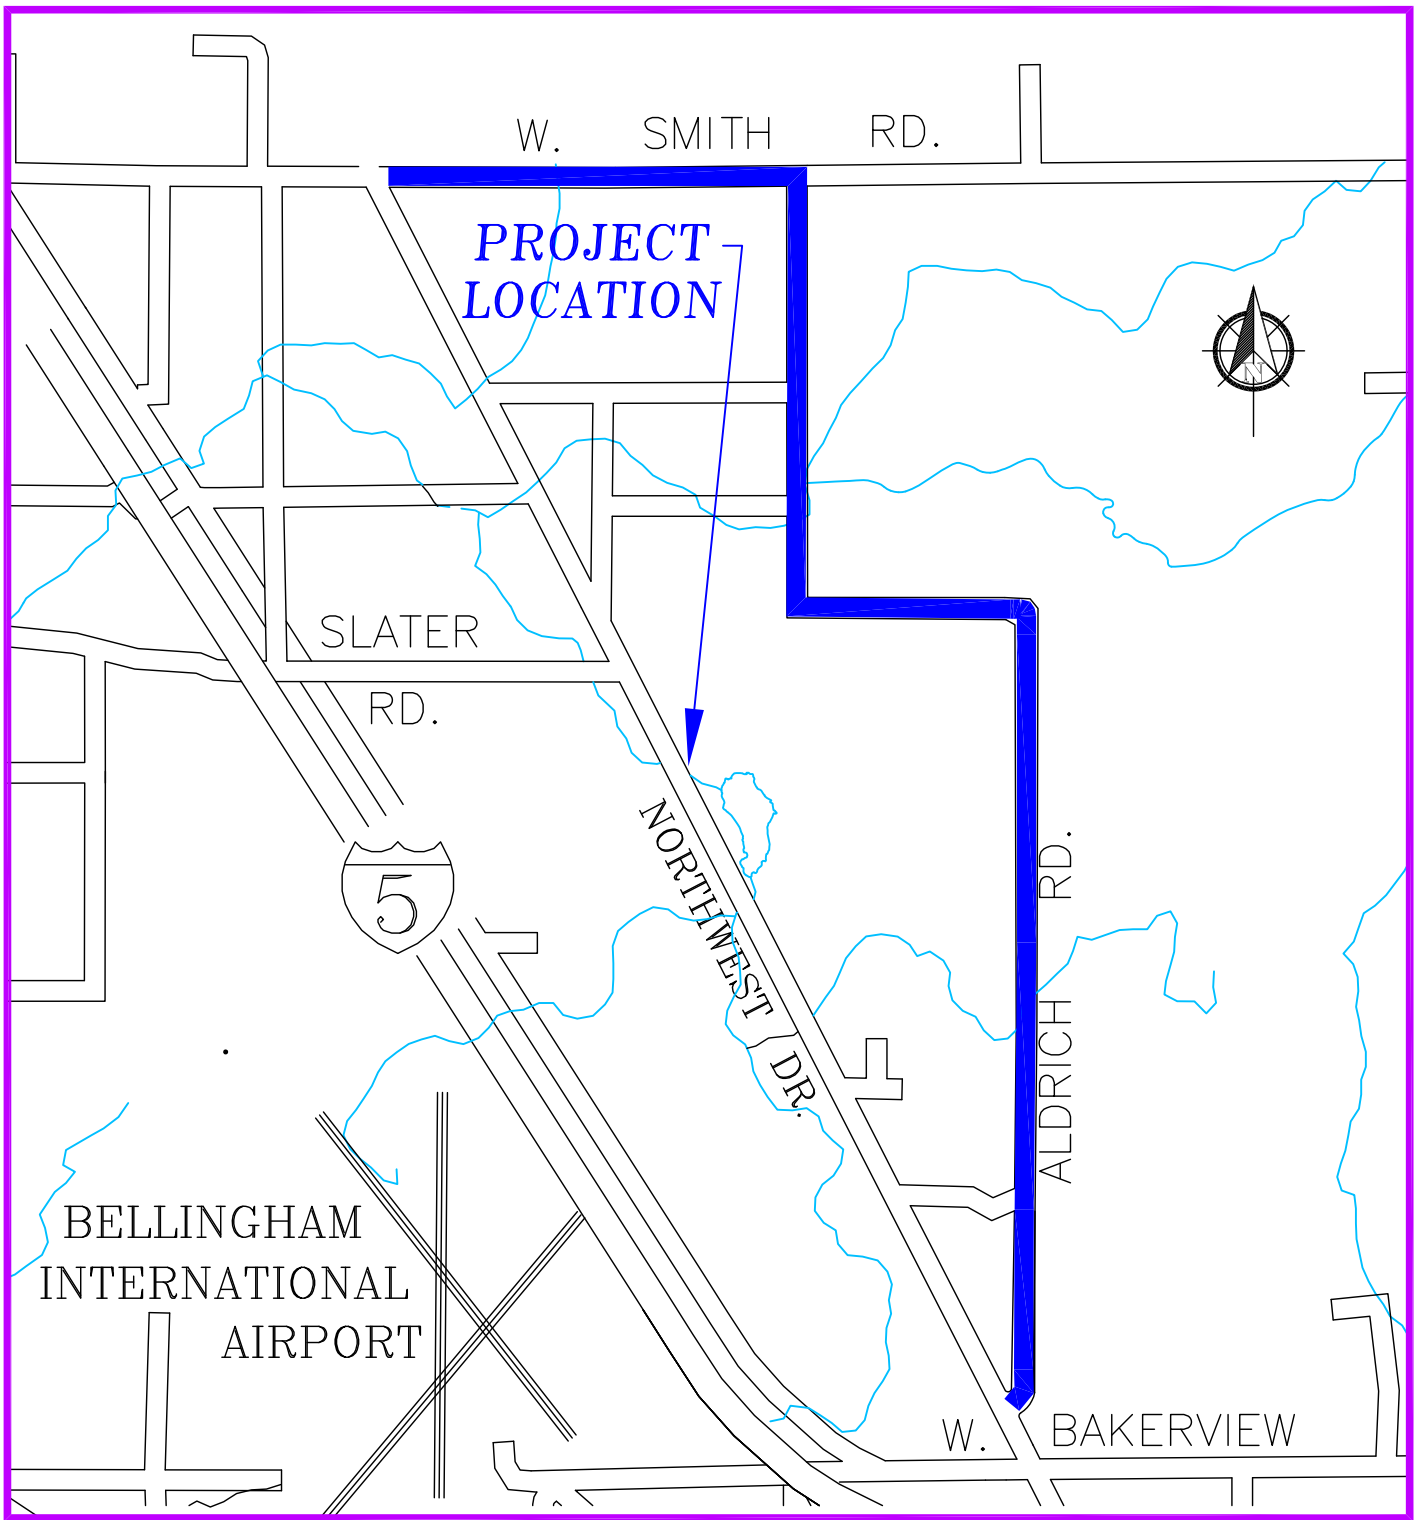 W. SMITH RD.
PROJECT
LOCATION
N
SLATER
RD.
5
NORTHWEST DR.
ALDRICH RD.
BELLINGHAM
INTERNATIONAL
AIRPORT
W. BAKERVIEW